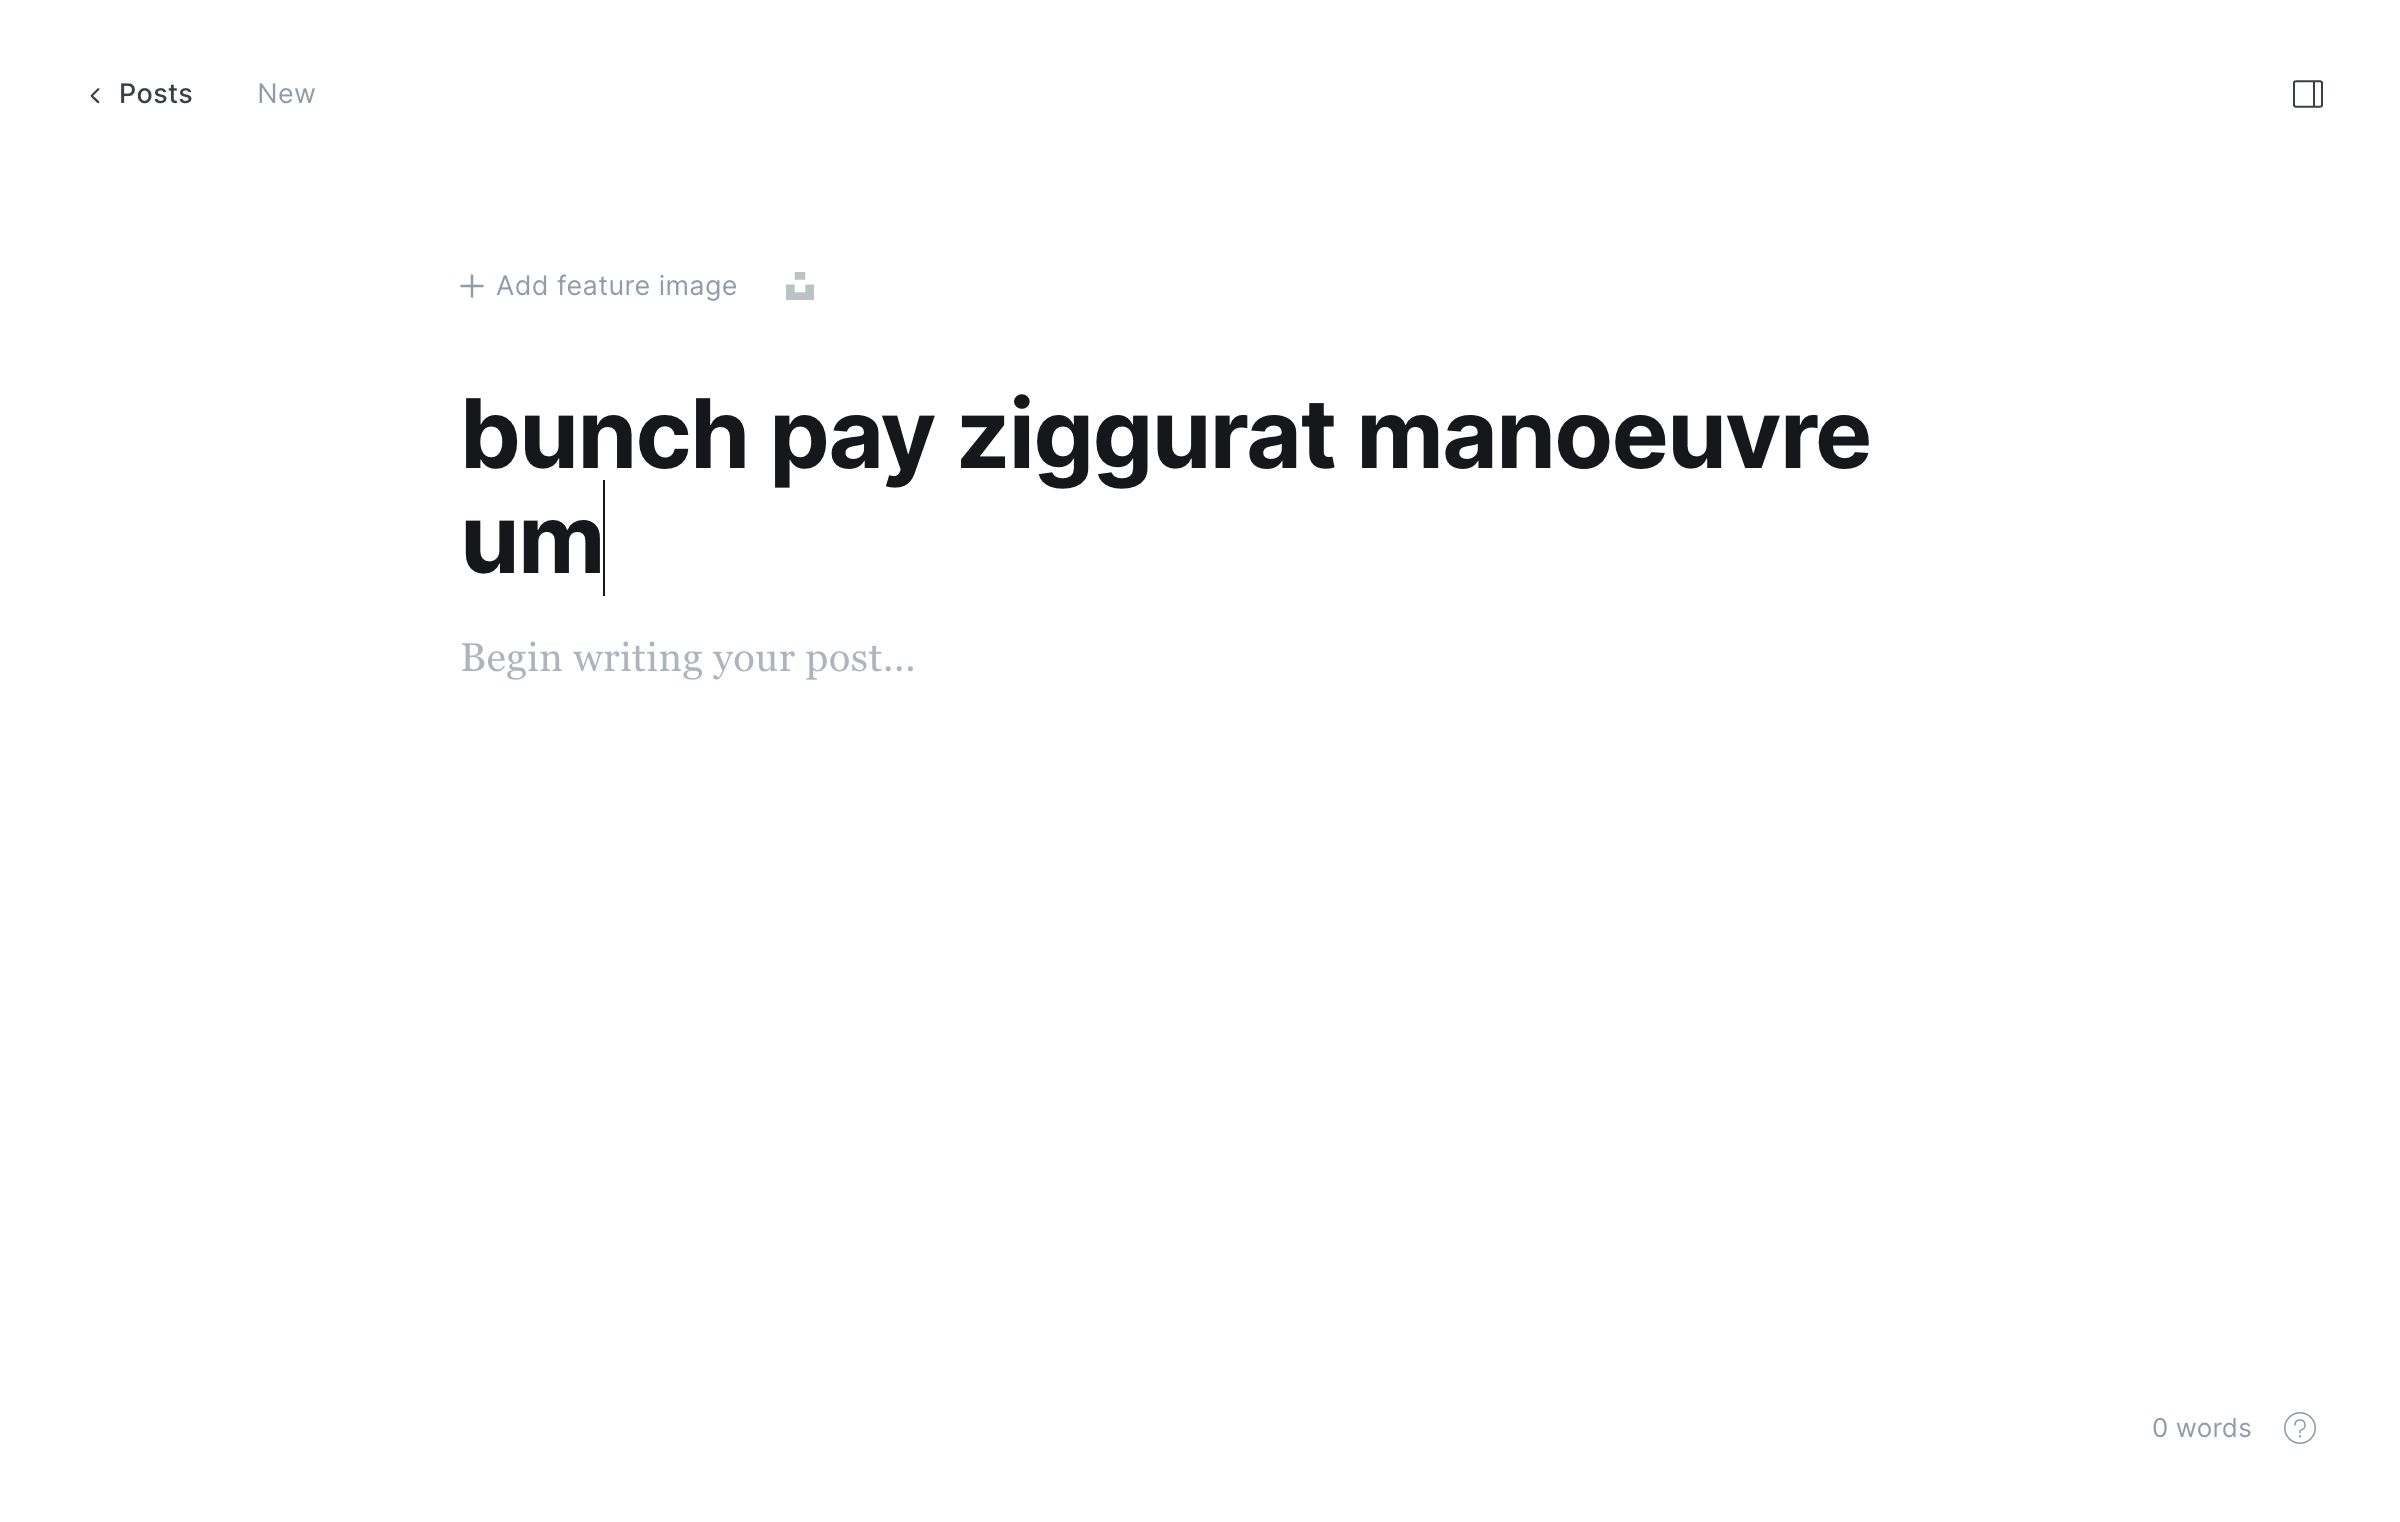 Posts New
Add feature image
bunch pay ziggurat manoeuvre
um
Begin writing your post...
0 words ?